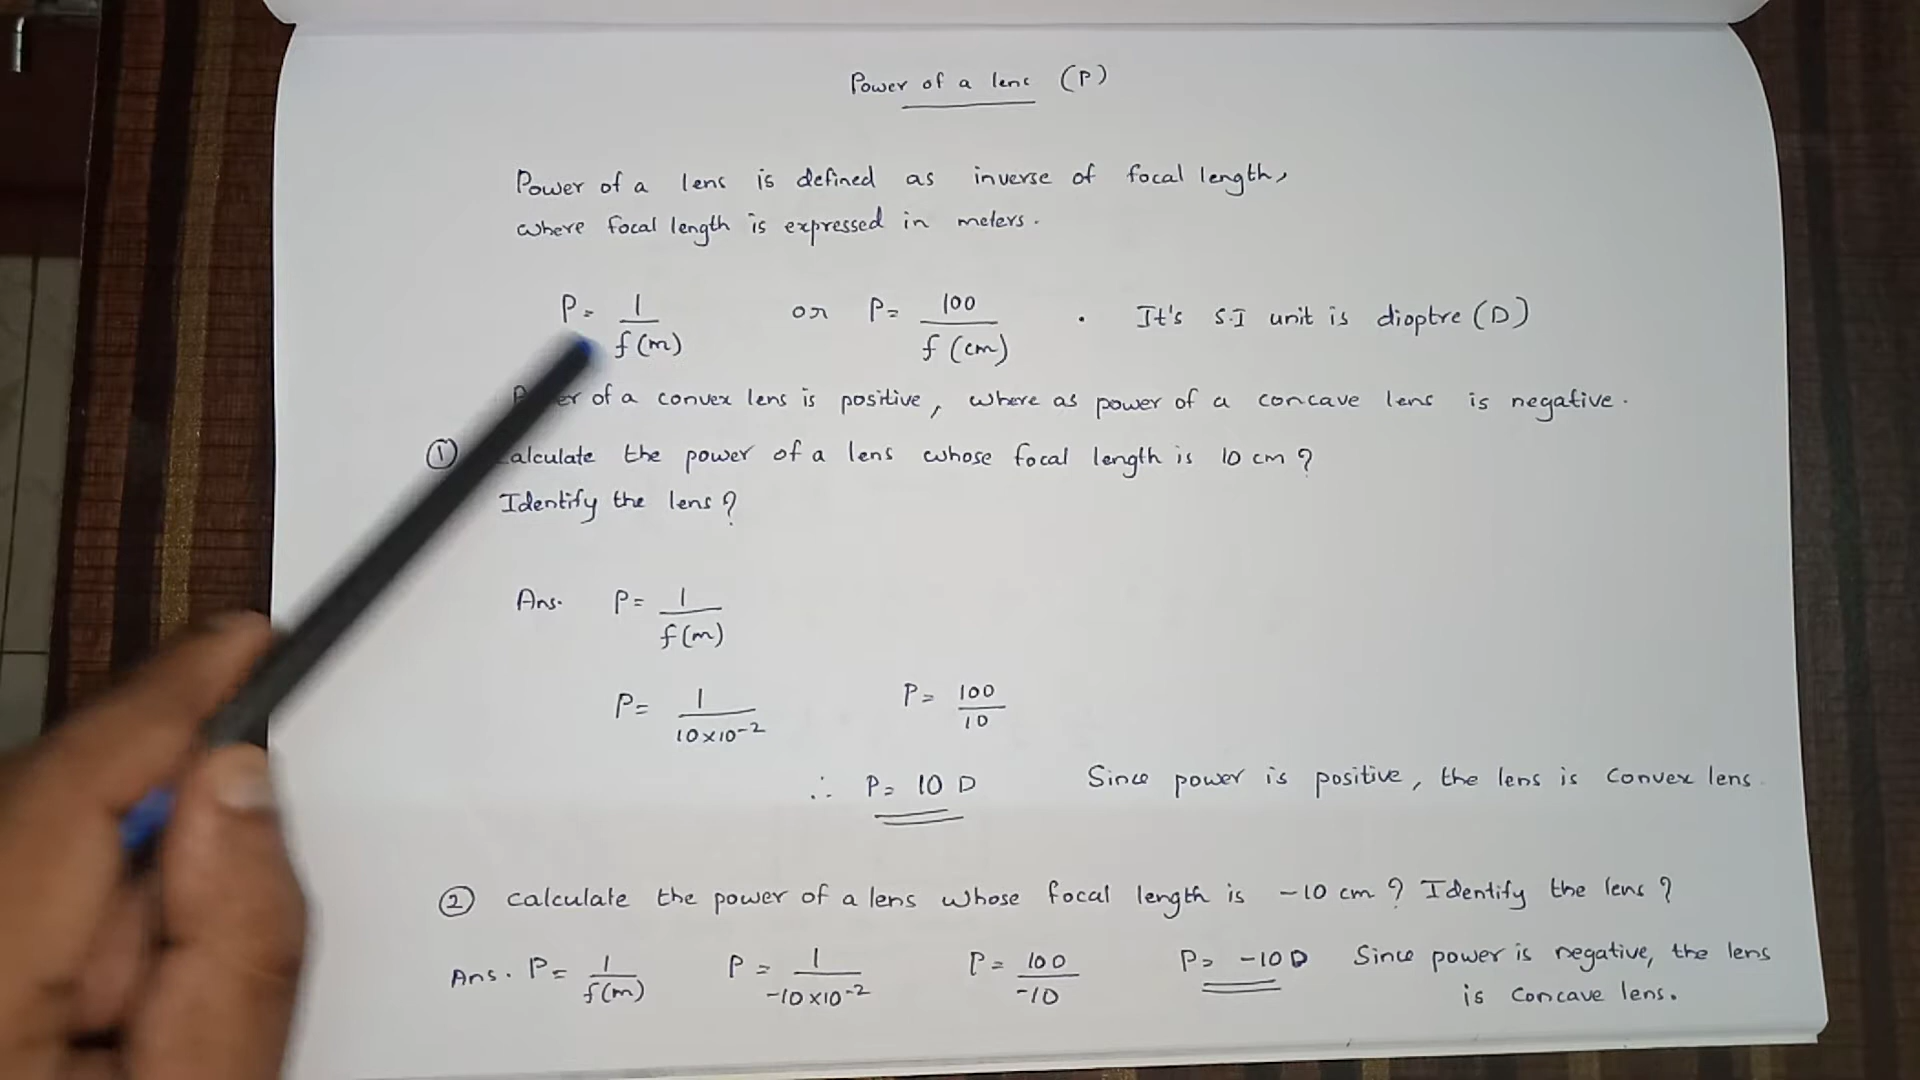 Power of a lens (P)
Power of a lens is defined as inverse of focal length,
where focal length is expressed in meters.
P = 1/f(m) or P = 100/f(cm) . It's S.I unit is dioptre (D)
of a convex lens is positive, where as power of a concave lens is negative.
① calculate the power of a lens whose focal length is 10 cm?
Identify the lens?
Ans. P = 1/f(m)
P = 1/10×10⁻² P = 100/10
∴ P = 10 D Since power is positive, the lens is convex lens
② calculate the power of a lens whose focal length is -10 cm? Identify the lens?
Ans. P = 1/f(m) P = 1/-10×10⁻² P = 100/-10 P = -10D Since power is negative, the lens
is concave lens.